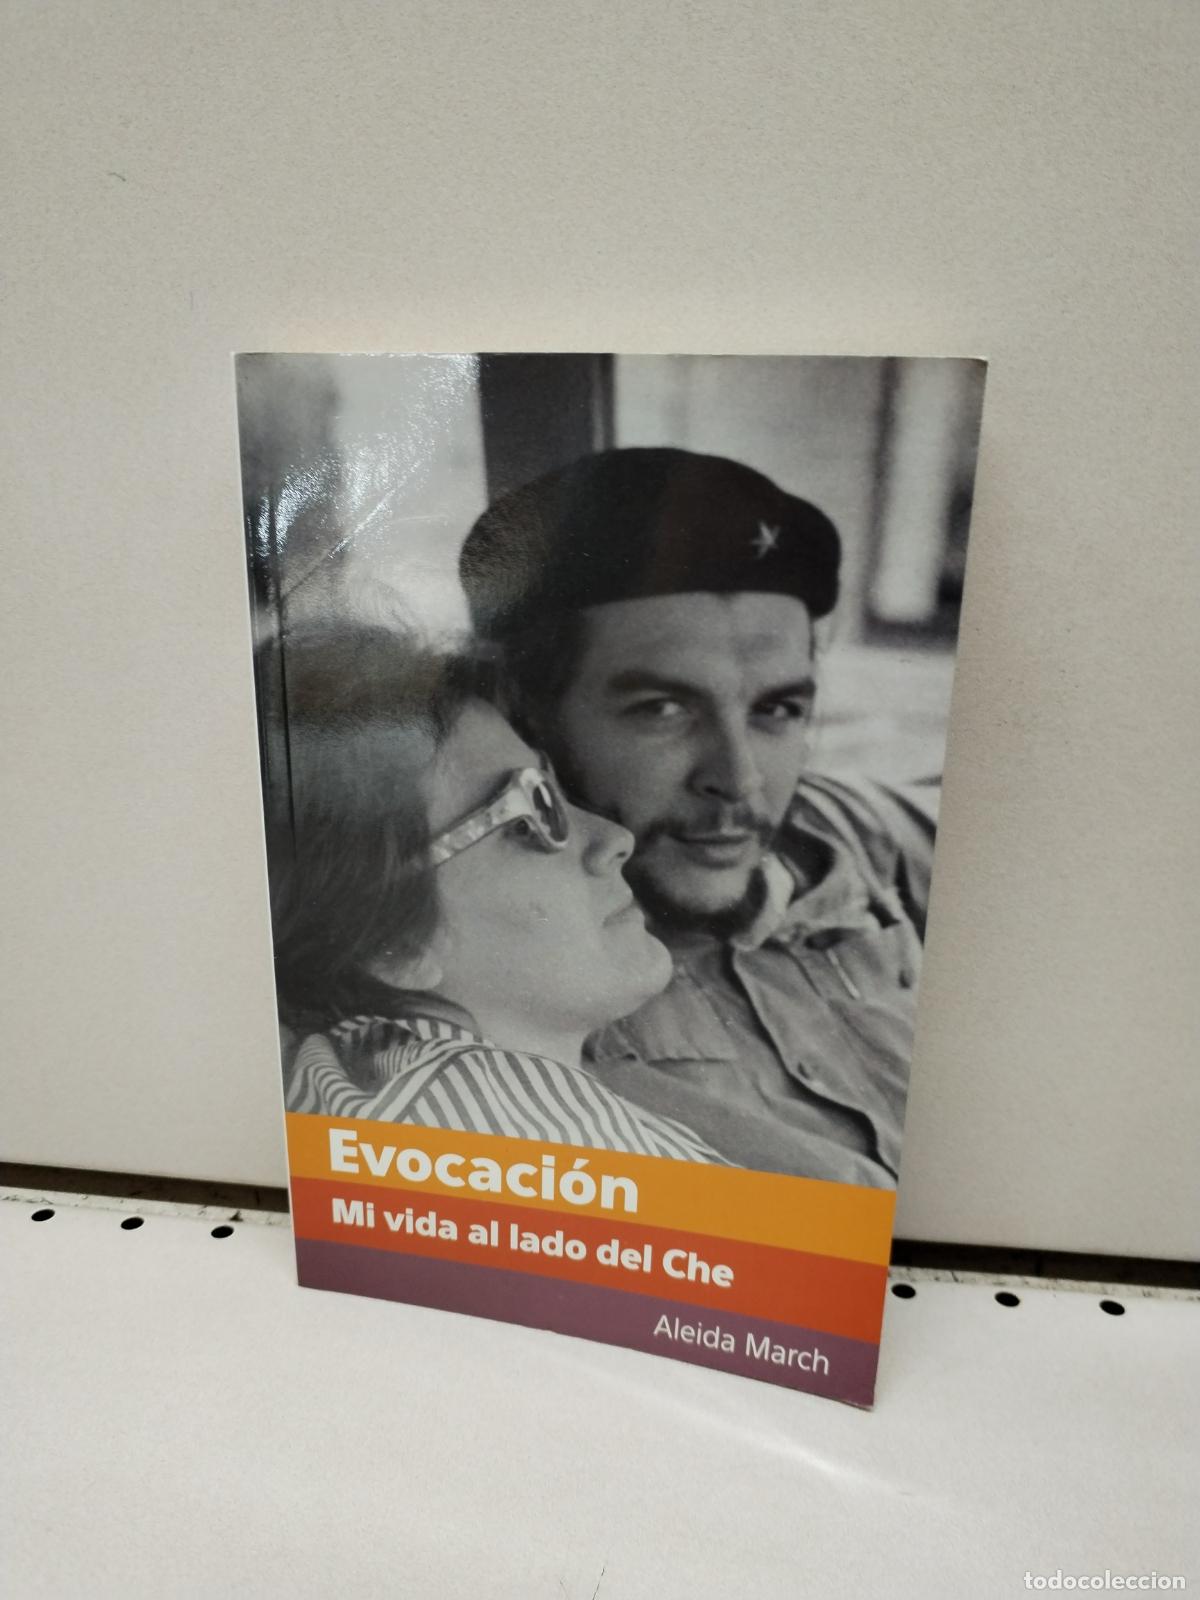 Evocación
Mi vida al lado del Che
Aleida March
todocoleccion